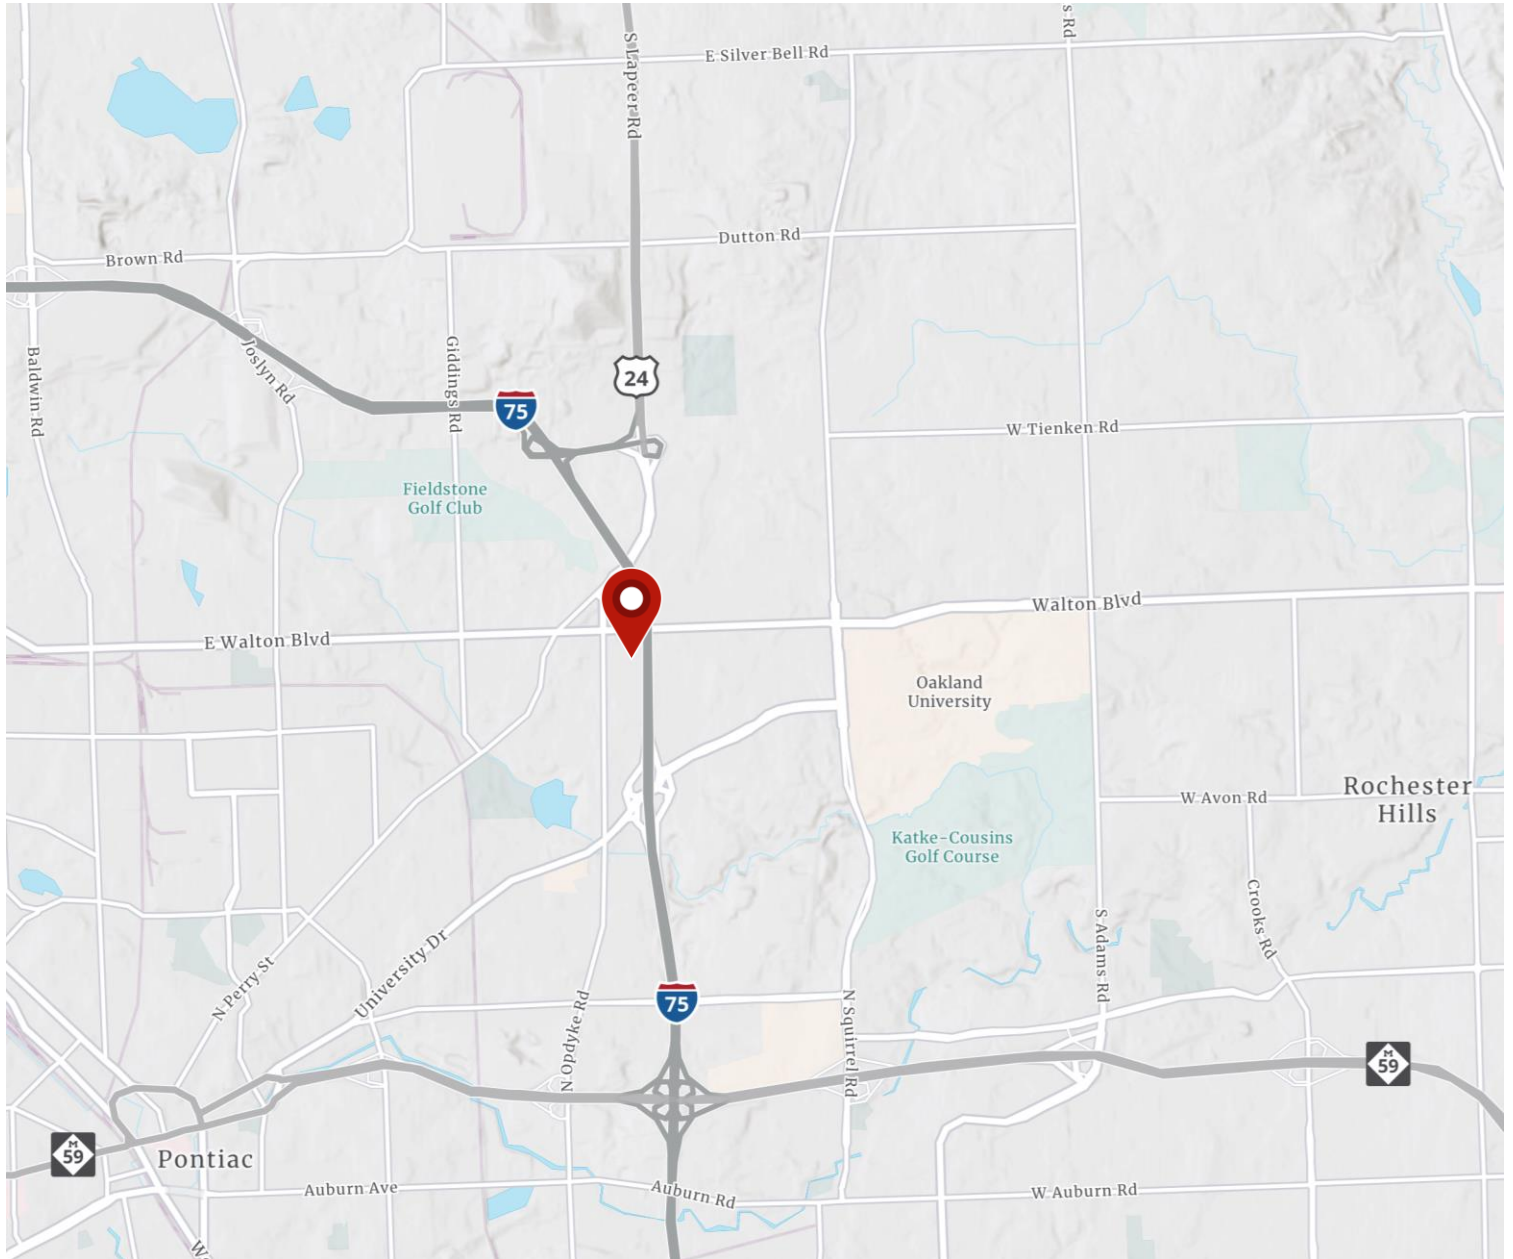 s Rd
E Silver Bell Rd
S Lapeer Rd
Dutton Rd
Brown Rd
Baldwin Rd
Joslyn Rd
Giddings Rd
24
75
W Tienken Rd
Fieldstone
Golf Club
Walton Blvd
E Walton Blvd
Oakland
University
Rochester
Hills
W Avon Rd
Katke-Cousins
Golf Course
Crooks Rd
S Adams Rd
N Perry St
University Dr
N Opdyke Rd
75
N Squirrel Rd
M
59
M
59
Pontiac
Auburn Ave
Auburn Rd
W Auburn Rd